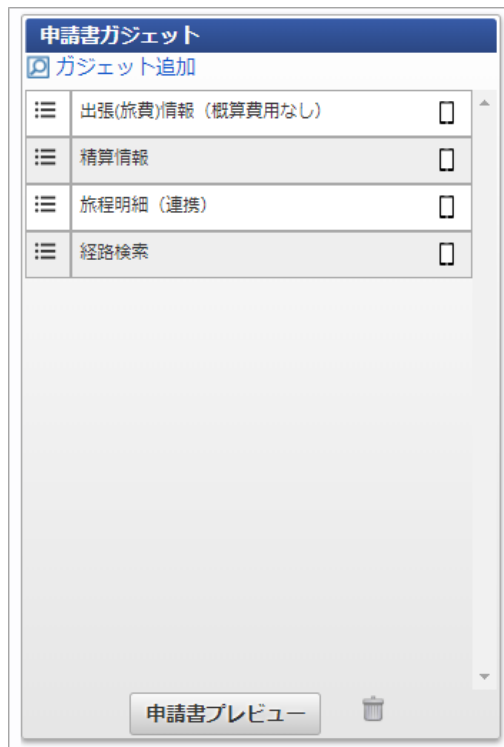 申請書ガジェット
ガジェット追加
出張(旅費)情報（概算費用なし）
精算情報
旅程明細（連携）
経路検索
申請書プレビュー